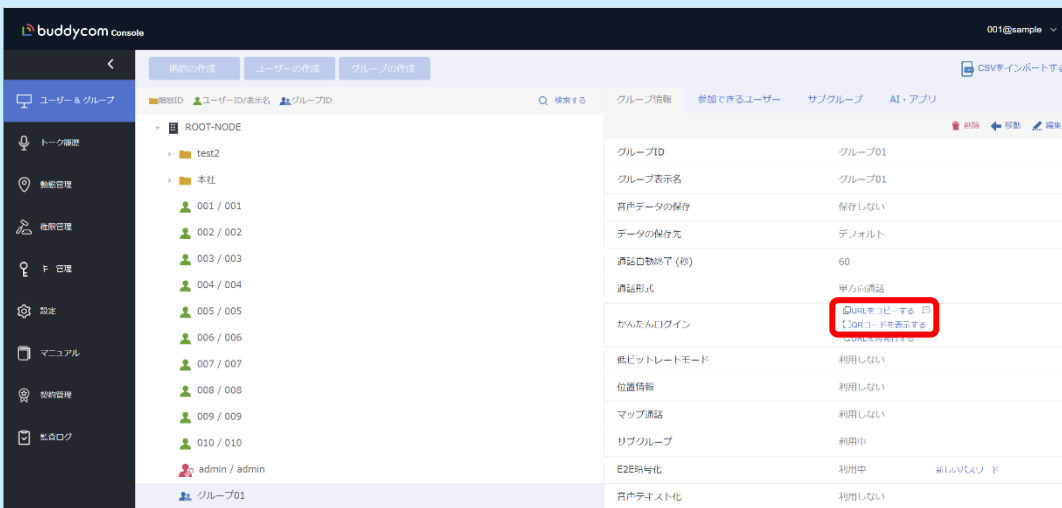 buddycom Console
001@sample
階層の作成 ユーザーの作成 グループの作成
CSVをインポートする
ユーザー & グループ
トーク履歴
動態管理
権限管理
管理
設定
マニュアル
契約管理
監査ログ
階層ID ユーザーID/表示名 グループID 検索する
ROOT-NODE
test2
本社
001 / 001
002 / 002
003 / 003
004 / 004
005 / 005
006 / 006
007 / 007
008 / 008
009 / 009
010 / 010
admin / admin
グループ01
グループ情報 参加できるユーザー サブグループ AI・アプリ
削除 移動 編集
グループID グループ01
グループ表示名 グループ01
音声データの保存 保存しない
データの保存先 デフォルト
通話自動終了 (秒) 60
通話形式 単方向通話
かんたんログイン URLをコピーする
QRコードを表示する
URLを再発行する
低ビットレートモード 利用しない
位置情報 利用しない
マップ通話 利用しない
サブグループ 利用中
E2E暗号化 利用中 新しいパスワード
音声テキスト化 利用しない